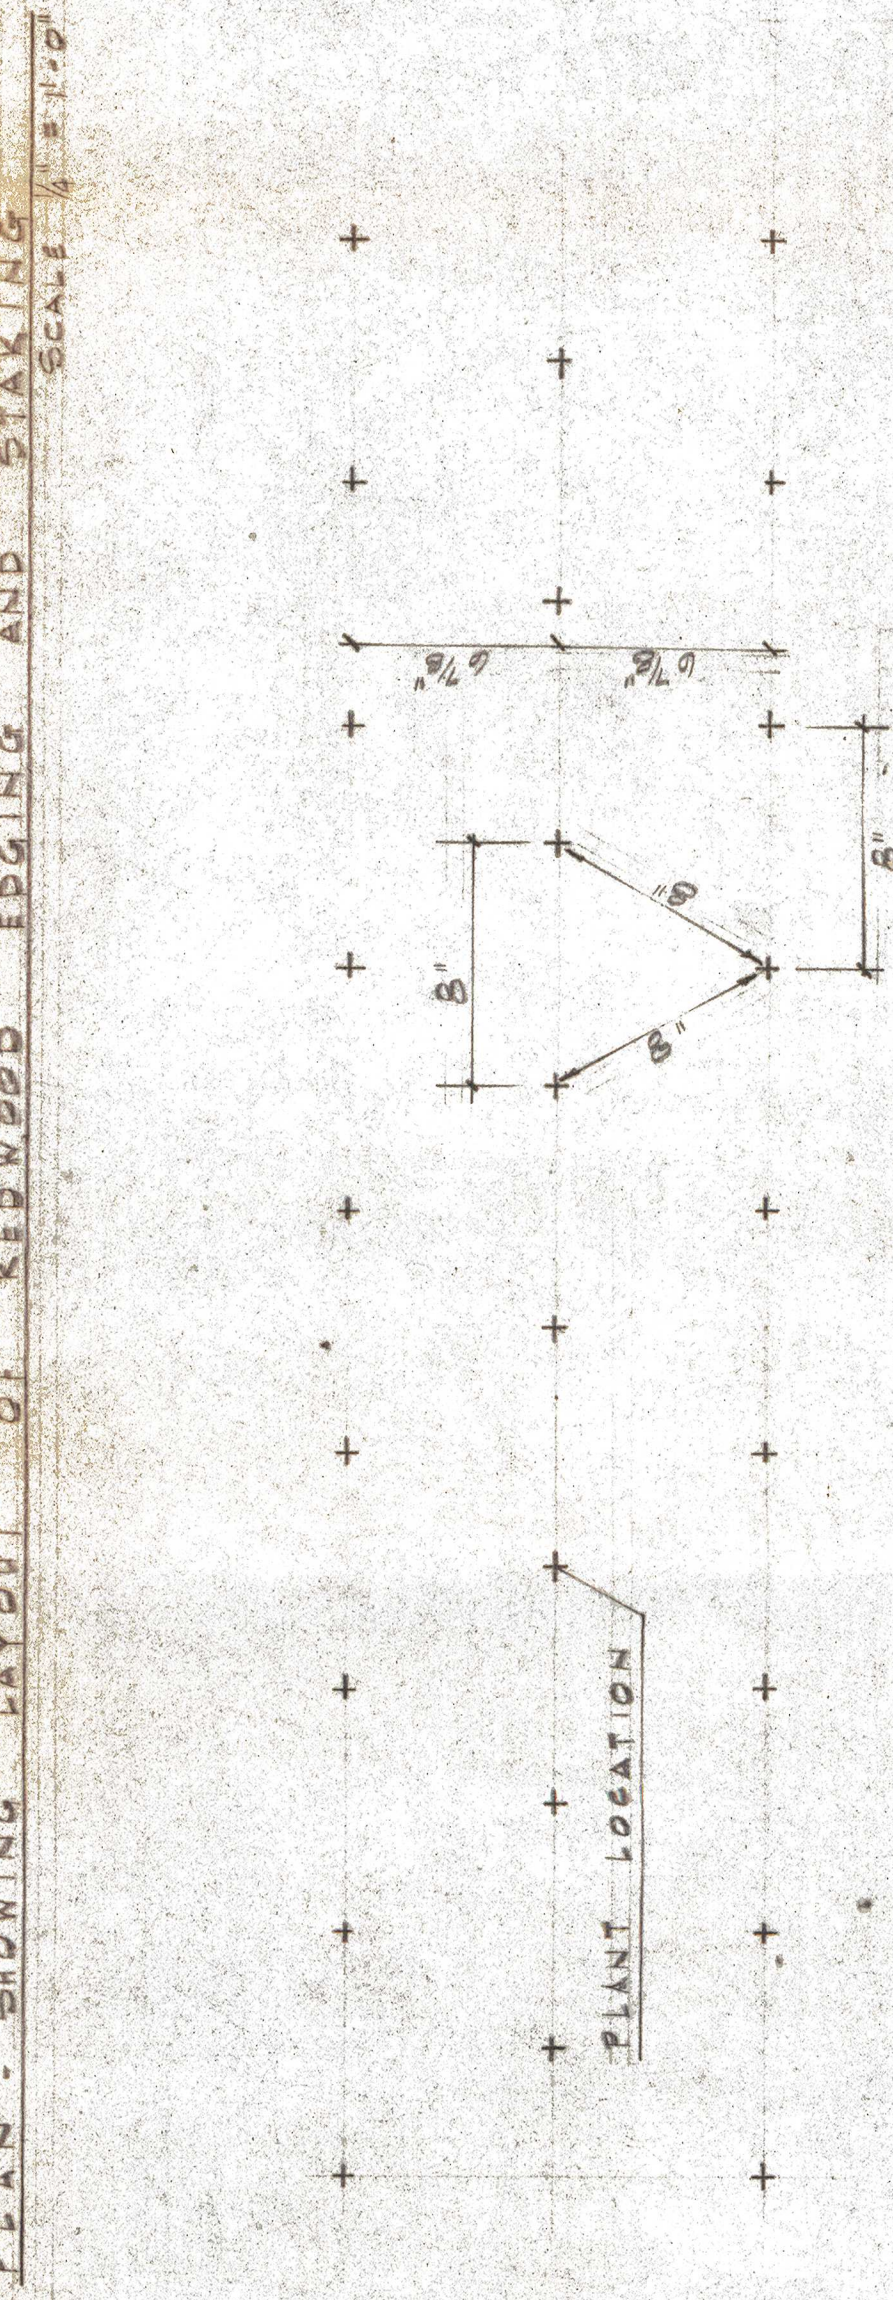 PLAN - SHOWING LAYOUT OF REDWOOD EDGING AND STAKING
SCALE 1/4" = 1'-0"
6 7/8"
6 7/8"
8"
8"
8"
8"
PLANT LOCATION